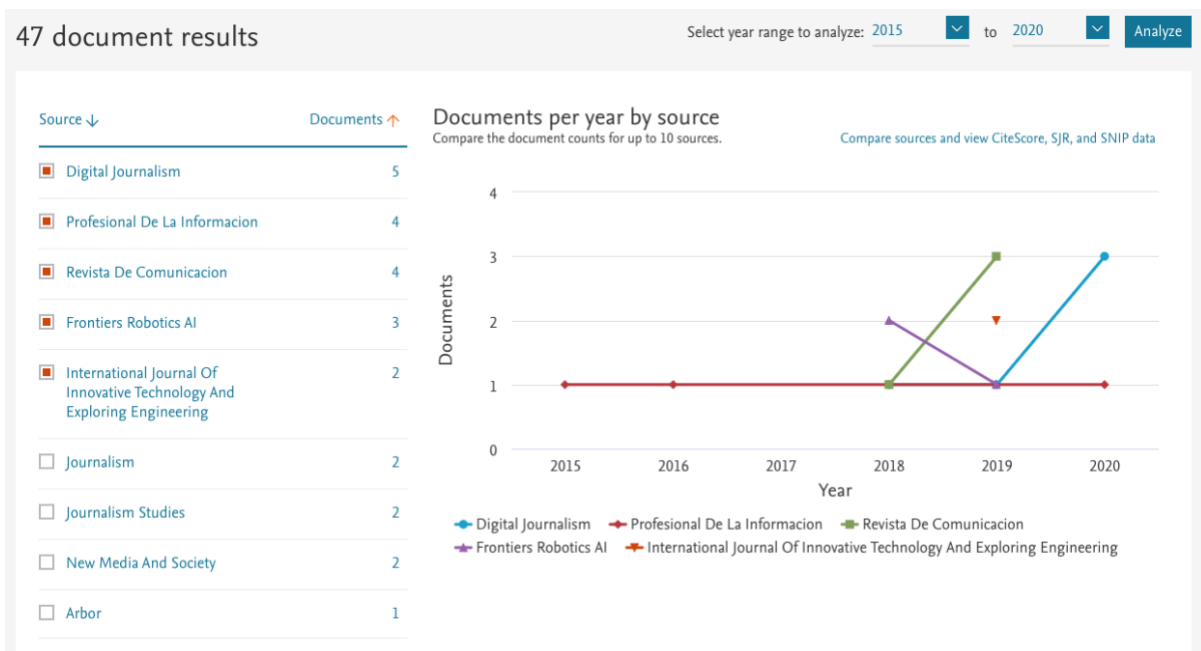 47 document results
Select year range to analyze: 2015 to 2020 Analyze
Source ↓ Documents ↑
Digital Journalism 5
Profesional De La Informacion 4
Revista De Comunicacion 4
Frontiers Robotics AI 3
International Journal Of 2
Innovative Technology And
Exploring Engineering
Journalism 2
Journalism Studies 2
New Media And Society 2
Arbor 1
Documents per year by source
Compare the document counts for up to 10 sources.
Compare sources and view CiteScore, SJR, and SNIP data
4
3
2
1
0
Documents
2015 2016 2017 2018 2019 2020
Year
Digital Journalism Profesional De La Informacion Revista De Comunicacion
Frontiers Robotics AI International Journal Of Innovative Technology And Exploring Engineering